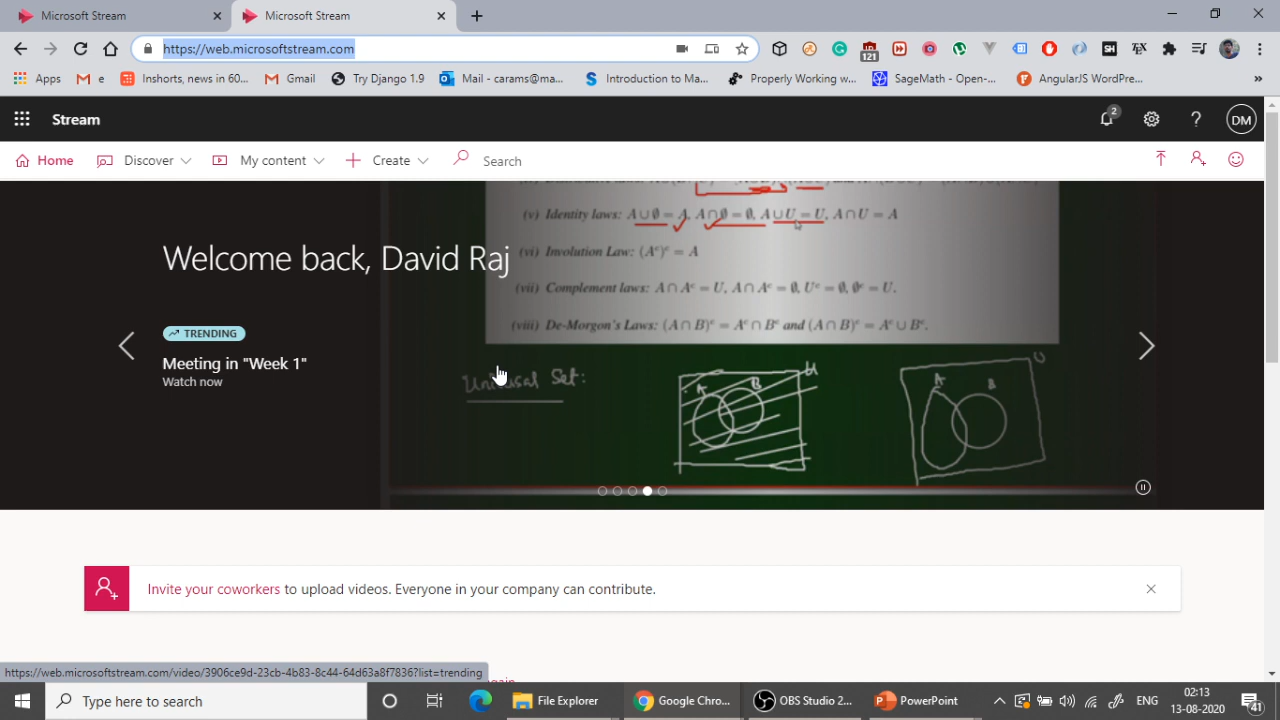 Microsoft Stream
Microsoft Stream
https://web.microsoftstream.com
121
Apps
M e
Inshorts, news in 60...
Gmail
Try Django 1.9
Mail - carams@ma...
Introduction to Ma...
Properly Working w...
SageMath - Open-...
AngularJS WordPre...
»
Stream
2
?
DM
Home
Discover
My content
Create
Search
(v) Identity laws: A∪∅ = A, A∩∅ = ∅, A∪U = U, A∩U = A
(vi) Involution Law: (Aᶜ)ᶜ = A
(vii) Complement laws: A∩Aᶜ = U, A∩Aᶜ = ∅, Uᶜ = ∅, ∅ᶜ = U.
(viii) De-Morgon's Laws: (A∩B)ᶜ = Aᶜ∩Bᶜ and (A∩B)ᶜ = Aᶜ∪Bᶜ.
Welcome back, David Raj
TRENDING
Meeting in "Week 1"
Watch now
Set:
A B U
A B U
Invite your coworkers to upload videos. Everyone in your company can contribute.
https://web.microsoftstream.com/video/3906ce9d-23cb-4b83-8c44-64d63a8f7836?list=trending
Type here to search
File Explorer
Google Chro...
OBS Studio 2...
PowerPoint
ENG
02:13
13-08-2020
41